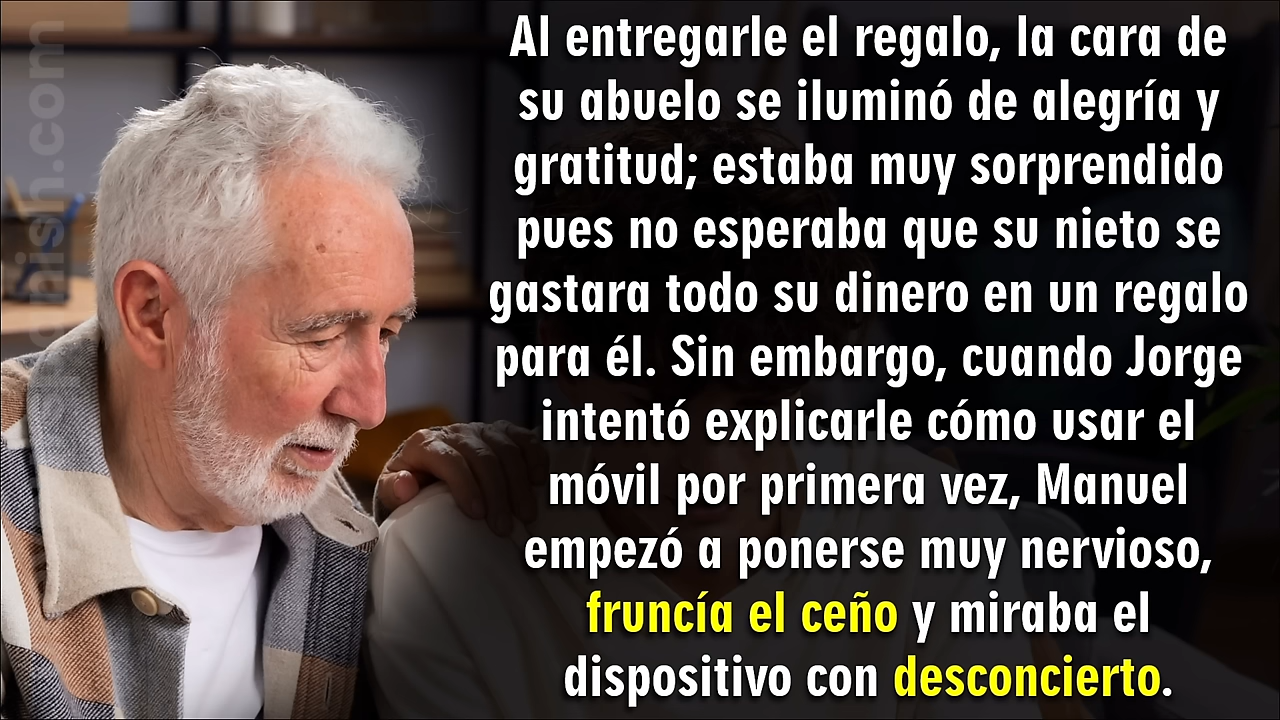 Al entregarle el regalo, la cara de
su abuelo se iluminó de alegría y
gratitud; estaba muy sorprendido
pues no esperaba que su nieto se
gastara todo su dinero en un regalo
para él. Sin embargo, cuando Jorge
intentó explicarle cómo usar el
móvil por primera vez, Manuel
empezó a ponerse muy nervioso,
fruncía el ceño y miraba el
dispositivo con desconcierto.